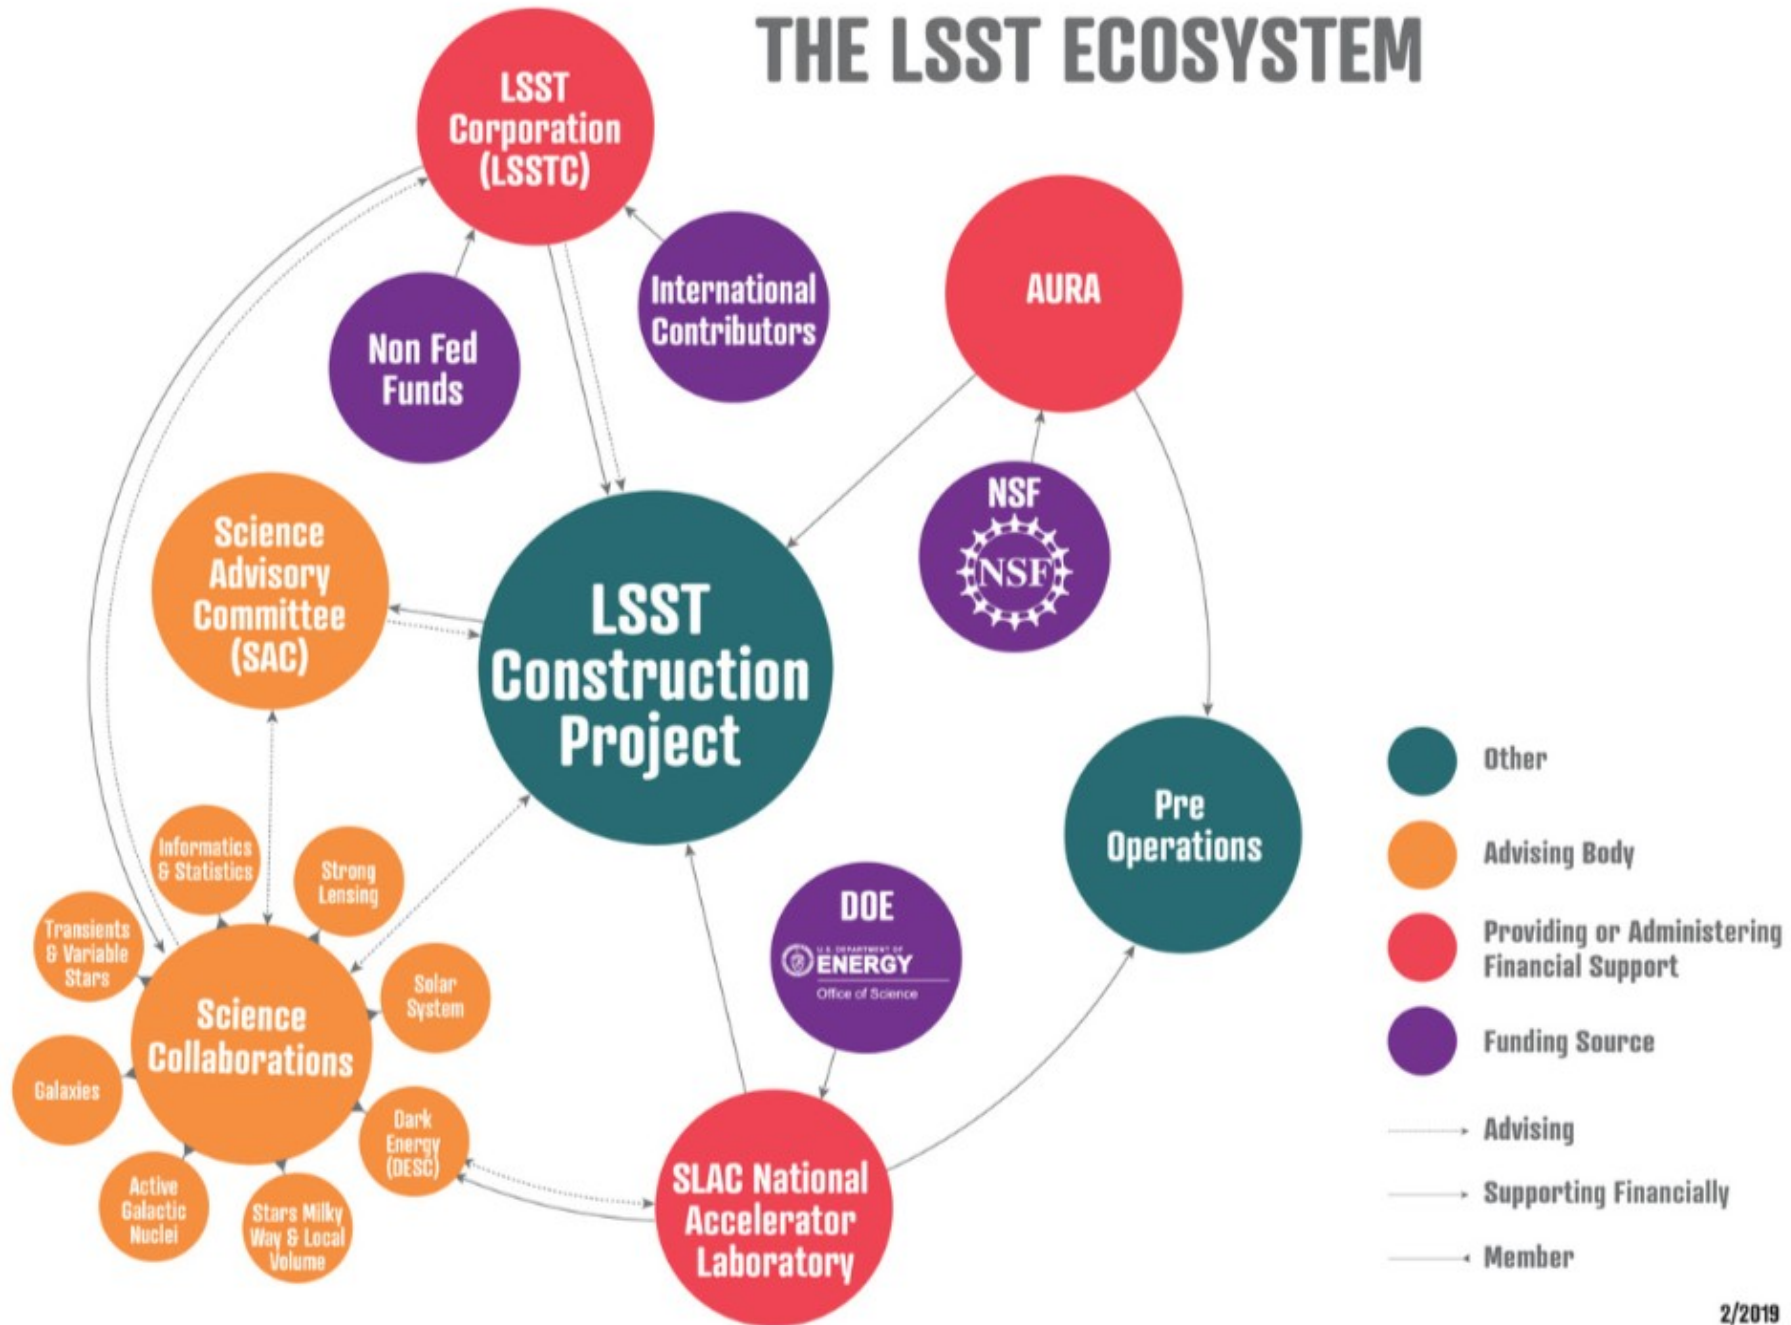 THE LSST ECOSYSTEM
LSST
Corporation
(LSSTC)
AURA
International
Contributors
Non Fed
Funds
NSF
NSF
Science
Advisory
Committee
(SAC)
LSST
Construction
Project
Pre
Operations
Other
Advising Body
Providing or Administering
Financial Support
Funding Source
Advising
Supporting Financially
Member
Informatics
& Statistics
Strong
Lensing
Transients
& Variable
Stars
Solar
System
Science
Collaborations
Galaxies
Dark
Energy
(DESC)
Active
Galactic
Nuclei
Stars Milky
Way & Local
Volume
DOE
U.S. DEPARTMENT OF
ENERGY
Office of Science
SLAC National
Accelerator
Laboratory
2/2019